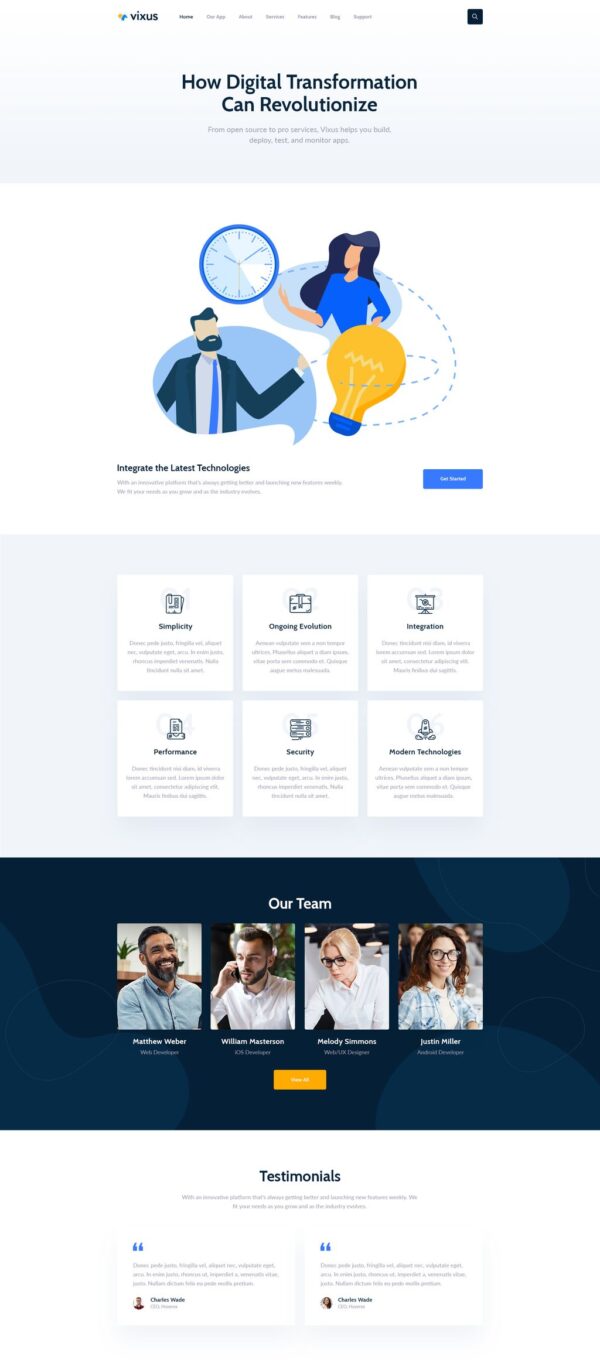 vixus
Home Our App About Services Features Blog Support
How Digital Transformation
Can Revolutionize
From open source to pro services, Vixus helps you build,
deploy, test, and monitor apps.
Integrate the Latest Technologies
With an innovative platform that's always getting better and launching new features weekly.
We fit your needs as you grow and as the industry evolves.
Get Started
01
Simplicity
Donec pede justo, fringilla vel, aliquet
nec, vulputate eget, arcu. In enim justo,
rhoncus imperdiet venenatis. Nulla
tincidunt nulla sit amet.
02
Ongoing Evolution
Aenean vulputate sem a nun tempor
ultrices. Phasellus aliquet a diam ipsum,
vitae porta sem commodo et. Quisque
augue metus malesuada.
03
Integration
Donec tincidunt nisi diam, id viverra
lorem accumsan sed. Lorem ipsum dolor
sit amet, consectetur adipiscing elit.
Mauris finibus dui sagittis.
04
Performance
Donec tincidunt nisi diam, id viverra
lorem accumsan sed. Lorem ipsum dolor
sit amet, consectetur adipiscing elit.
Mauris finibus dui sagittis.
05
Security
Donec pede justo, fringilla vel, aliquet
nec, vulputate eget, arcu. In enim justo,
rhoncus imperdiet venenatis. Nulla
tincidunt nulla sit amet.
06
Modern Technologies
Aenean vulputate sem a nun tempor
ultrices. Phasellus aliquet a diam ipsum,
vitae porta sem commodo et. Quisque
augue metus malesuada.
Our Team
Matthew Weber
Web Developer
William Masterson
iOS Developer
Melody Simmons
Web/UX Designer
Justin Miller
Android Developer
View All
Testimonials
With an innovative platform that's always getting better and launching new features weekly. We
fit your needs as you grow and as the industry evolves.
Donec pede justo, fringilla vel, aliquet nec, vulputate eget,
arcu. In enim justo, rhoncus ut, imperdiet a, venenatis vitae,
justo. Nullam dictum felis eu pede mollis pretium.
Charles Wade
CEO,
Donec pede justo, fringilla vel, aliquet nec, vulputate eget,
arcu. In enim justo, rhoncus ut, imperdiet a, venenatis vitae,
justo. Nullam dictum felis eu pede mollis pretium.
Charles Wade
CEO,